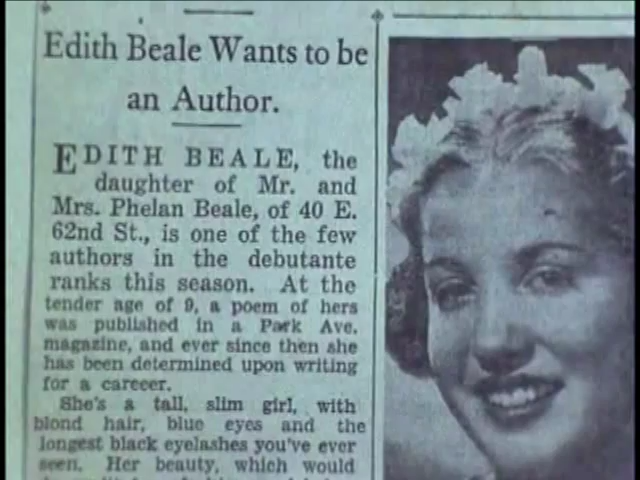 Edith Beale Wants to be
an Author.
EDITH BEALE, the
daughter of Mr. and
Mrs. Phelan Beale, of 40 E.
62nd St., is one of the few
authors in the debutante
ranks this season. At the
tender age of 9, a poem of hers
was published in a Park Ave.
magazine, and ever since then she
has been determined upon writing
for a career.
She's a tall, slim girl, with
blond hair, blue eyes and the
longest black eyelashes you've ever
seen. Her beauty, which would